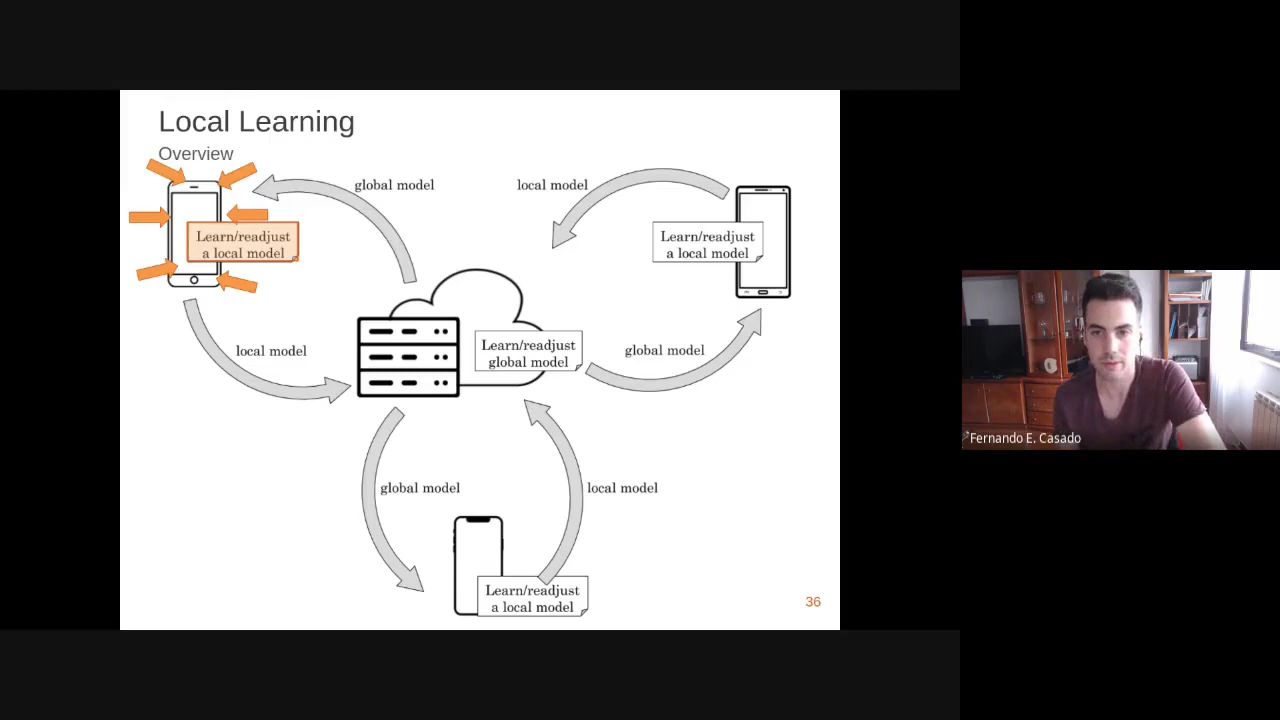 Local Learning
Overview
global model
local model
Learn/readjust
a local model
Learn/readjust
a local model
local model
Learn/readjust
global model
global model
global model
local model
Learn/readjust
a local model
36
Fernando E. Casado